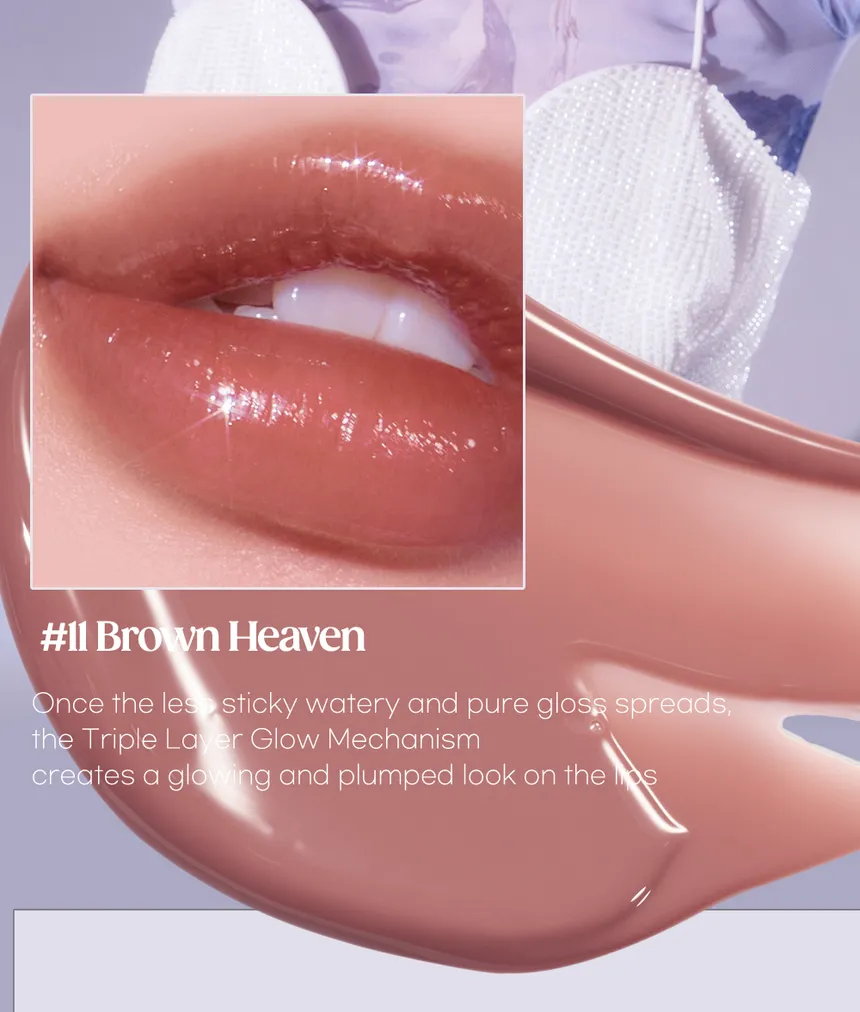 #11 Brown Heaven
Once the less sticky watery and pure gloss spreads,
the Triple Layer Glow Mechanism
creates a glowing and plumped look on the lips